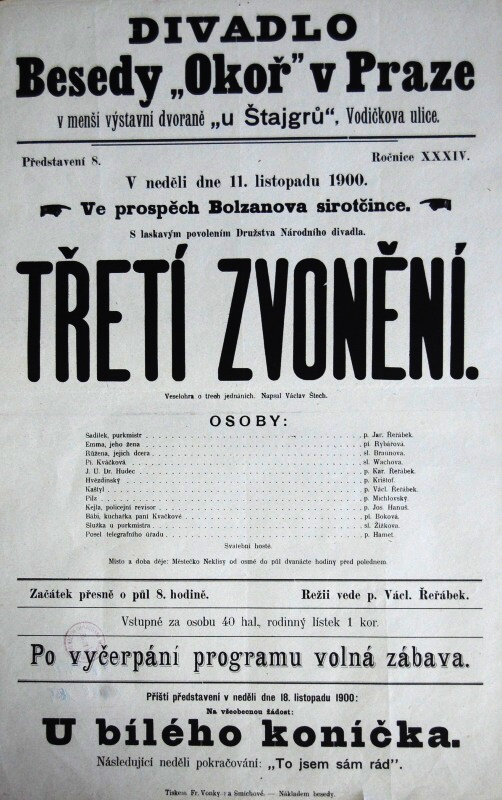 DIVADLO
Besedy „Okoř” v Praze
v menší výstavní dvoraně „u Štajgrů“, Vodičkova ulice.
Představení 8.
Ročnice XXXIV.
V neděli dne 11. listopadu 1900.
Ve prospěch Bolzanova sirotčince.
S laskavým povolením Družstva Národního divadla.
TŘETÍ ZVONĚNÍ.
Veselohra o třech jednáních. Napsal Václav Štech.
OSOBY:
Sadílek, purkmistr p. Jar. Řeřábek.
Emma, jeho žena pí. Rybářová.
Růžena, jejich dcera sl. Braunova.
Pí. Kváčková sl. Wachova.
J. U. Dr. Hudec p. Kar. Řeřábek.
Hvězdinský p. Krištof.
Kaštýl p. Václ. Řeřábek.
Pilz p. Michlovský.
Kejla, policejní revisor p. Jos. Hanuš.
Babi, kuchařka paní Kváčkové pí. Boková.
Služka u purkmistra sl. Žižkova.
Posel telegrafního úřadu p. Hamet.
Svatební hosté.
Místo a doba děje: Městečko Neklisy od osmé do půl dvanácté hodiny před polednem.
Začátek přesně o půl 8. hodině.
Režii vede p. Václ. Řeřábek.
Vstupné za osobu 40 hal., rodinný lístek 1 kor.
Po vyčerpání programu volná zábava.
Příští představení v neděli dne 18. listopadu 1900:
Na všeobecnou žádost:
U bílého koníčka.
Následující neděli pokračování: „To jsem sám rád”.
Tiskem Fr. Vonky na Smíchově. — Nákladem besedy.